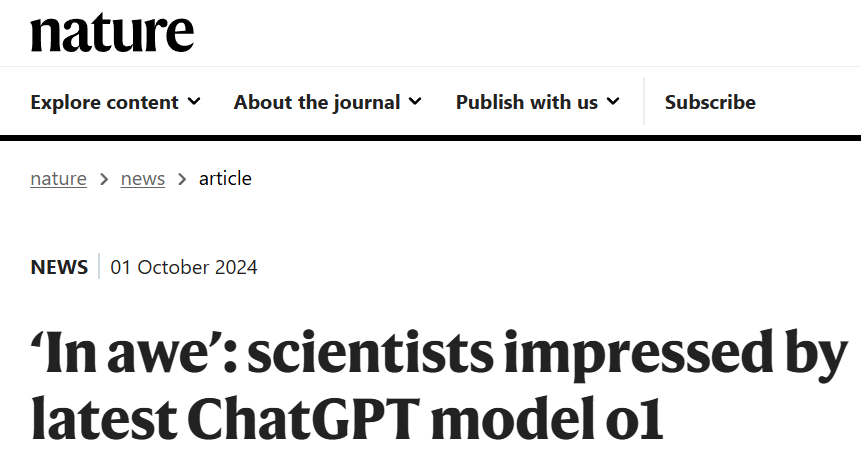 nature
Explore content About the journal Publish with us Subscribe
nature > news > article
NEWS 01 October 2024
‘In awe’: scientists impressed by
latest ChatGPT model o1